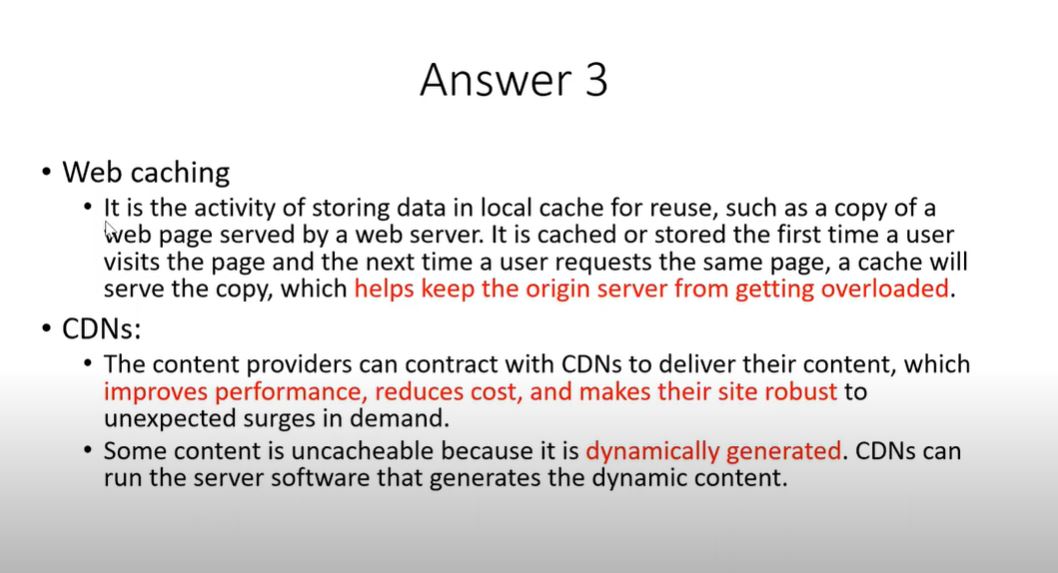 Answer 3
• Web caching
• It is the activity of storing data in local cache for reuse, such as a copy of a
web page served by a web server. It is cached or stored the first time a user
visits the page and the next time a user requests the same page, a cache will
serve the copy, which helps keep the origin server from getting overloaded.
• CDNs:
• The content providers can contract with CDNs to deliver their content, which
improves performance, reduces cost, and makes their site robust to
unexpected surges in demand.
• Some content is uncacheable because it is dynamically generated. CDNs can
run the server software that generates the dynamic content.